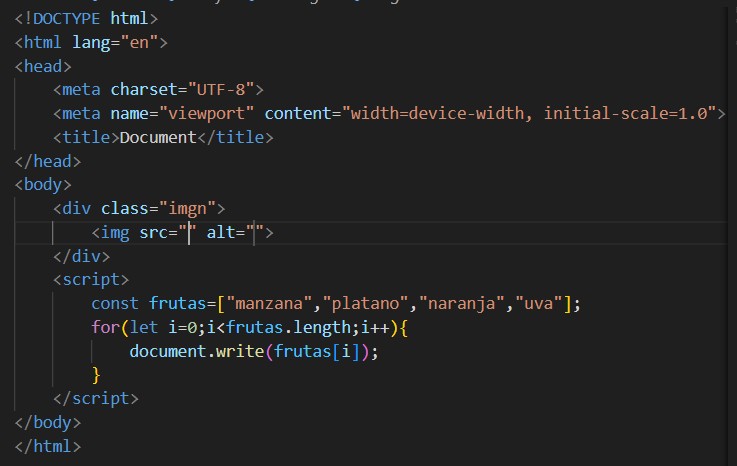 <!DOCTYPE html>
<html lang="en">
<head>
    <meta charset="UTF-8">
    <meta name="viewport" content="width=device-width, initial-scale=1.0">
    <title>Document</title>
</head>
<body>
    <div class="imgn">
        <img src="" alt="">
    </div>
    <script>
        const frutas=["manzana","platano","naranja","uva"];
        for(let i=0;i<frutas.length;i++){
            document.write(frutas[i]);
        }
    </script>
</body>
</html>